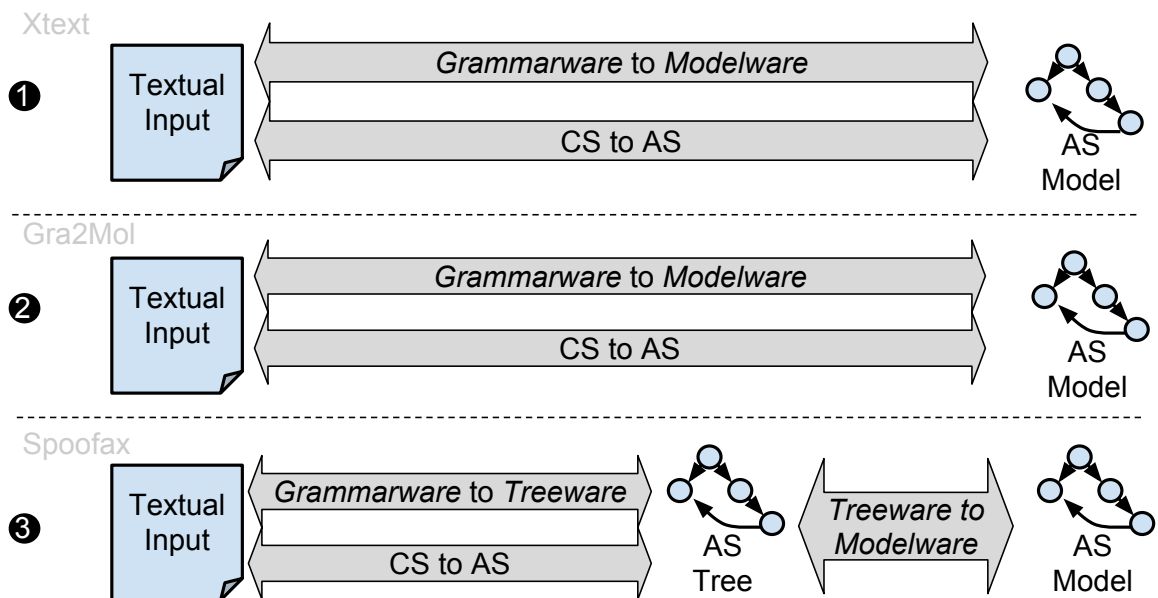 Xtext
❶
Textual
Input
Grammarware to Modelware
CS to AS
AS
Model
Gra2Mol
❷
Textual
Input
Grammarware to Modelware
CS to AS
AS
Model
Spoofax
❸
Textual
Input
Grammarware to Treeware
CS to AS
AS
Tree
Treeware to
Modelware
AS
Model